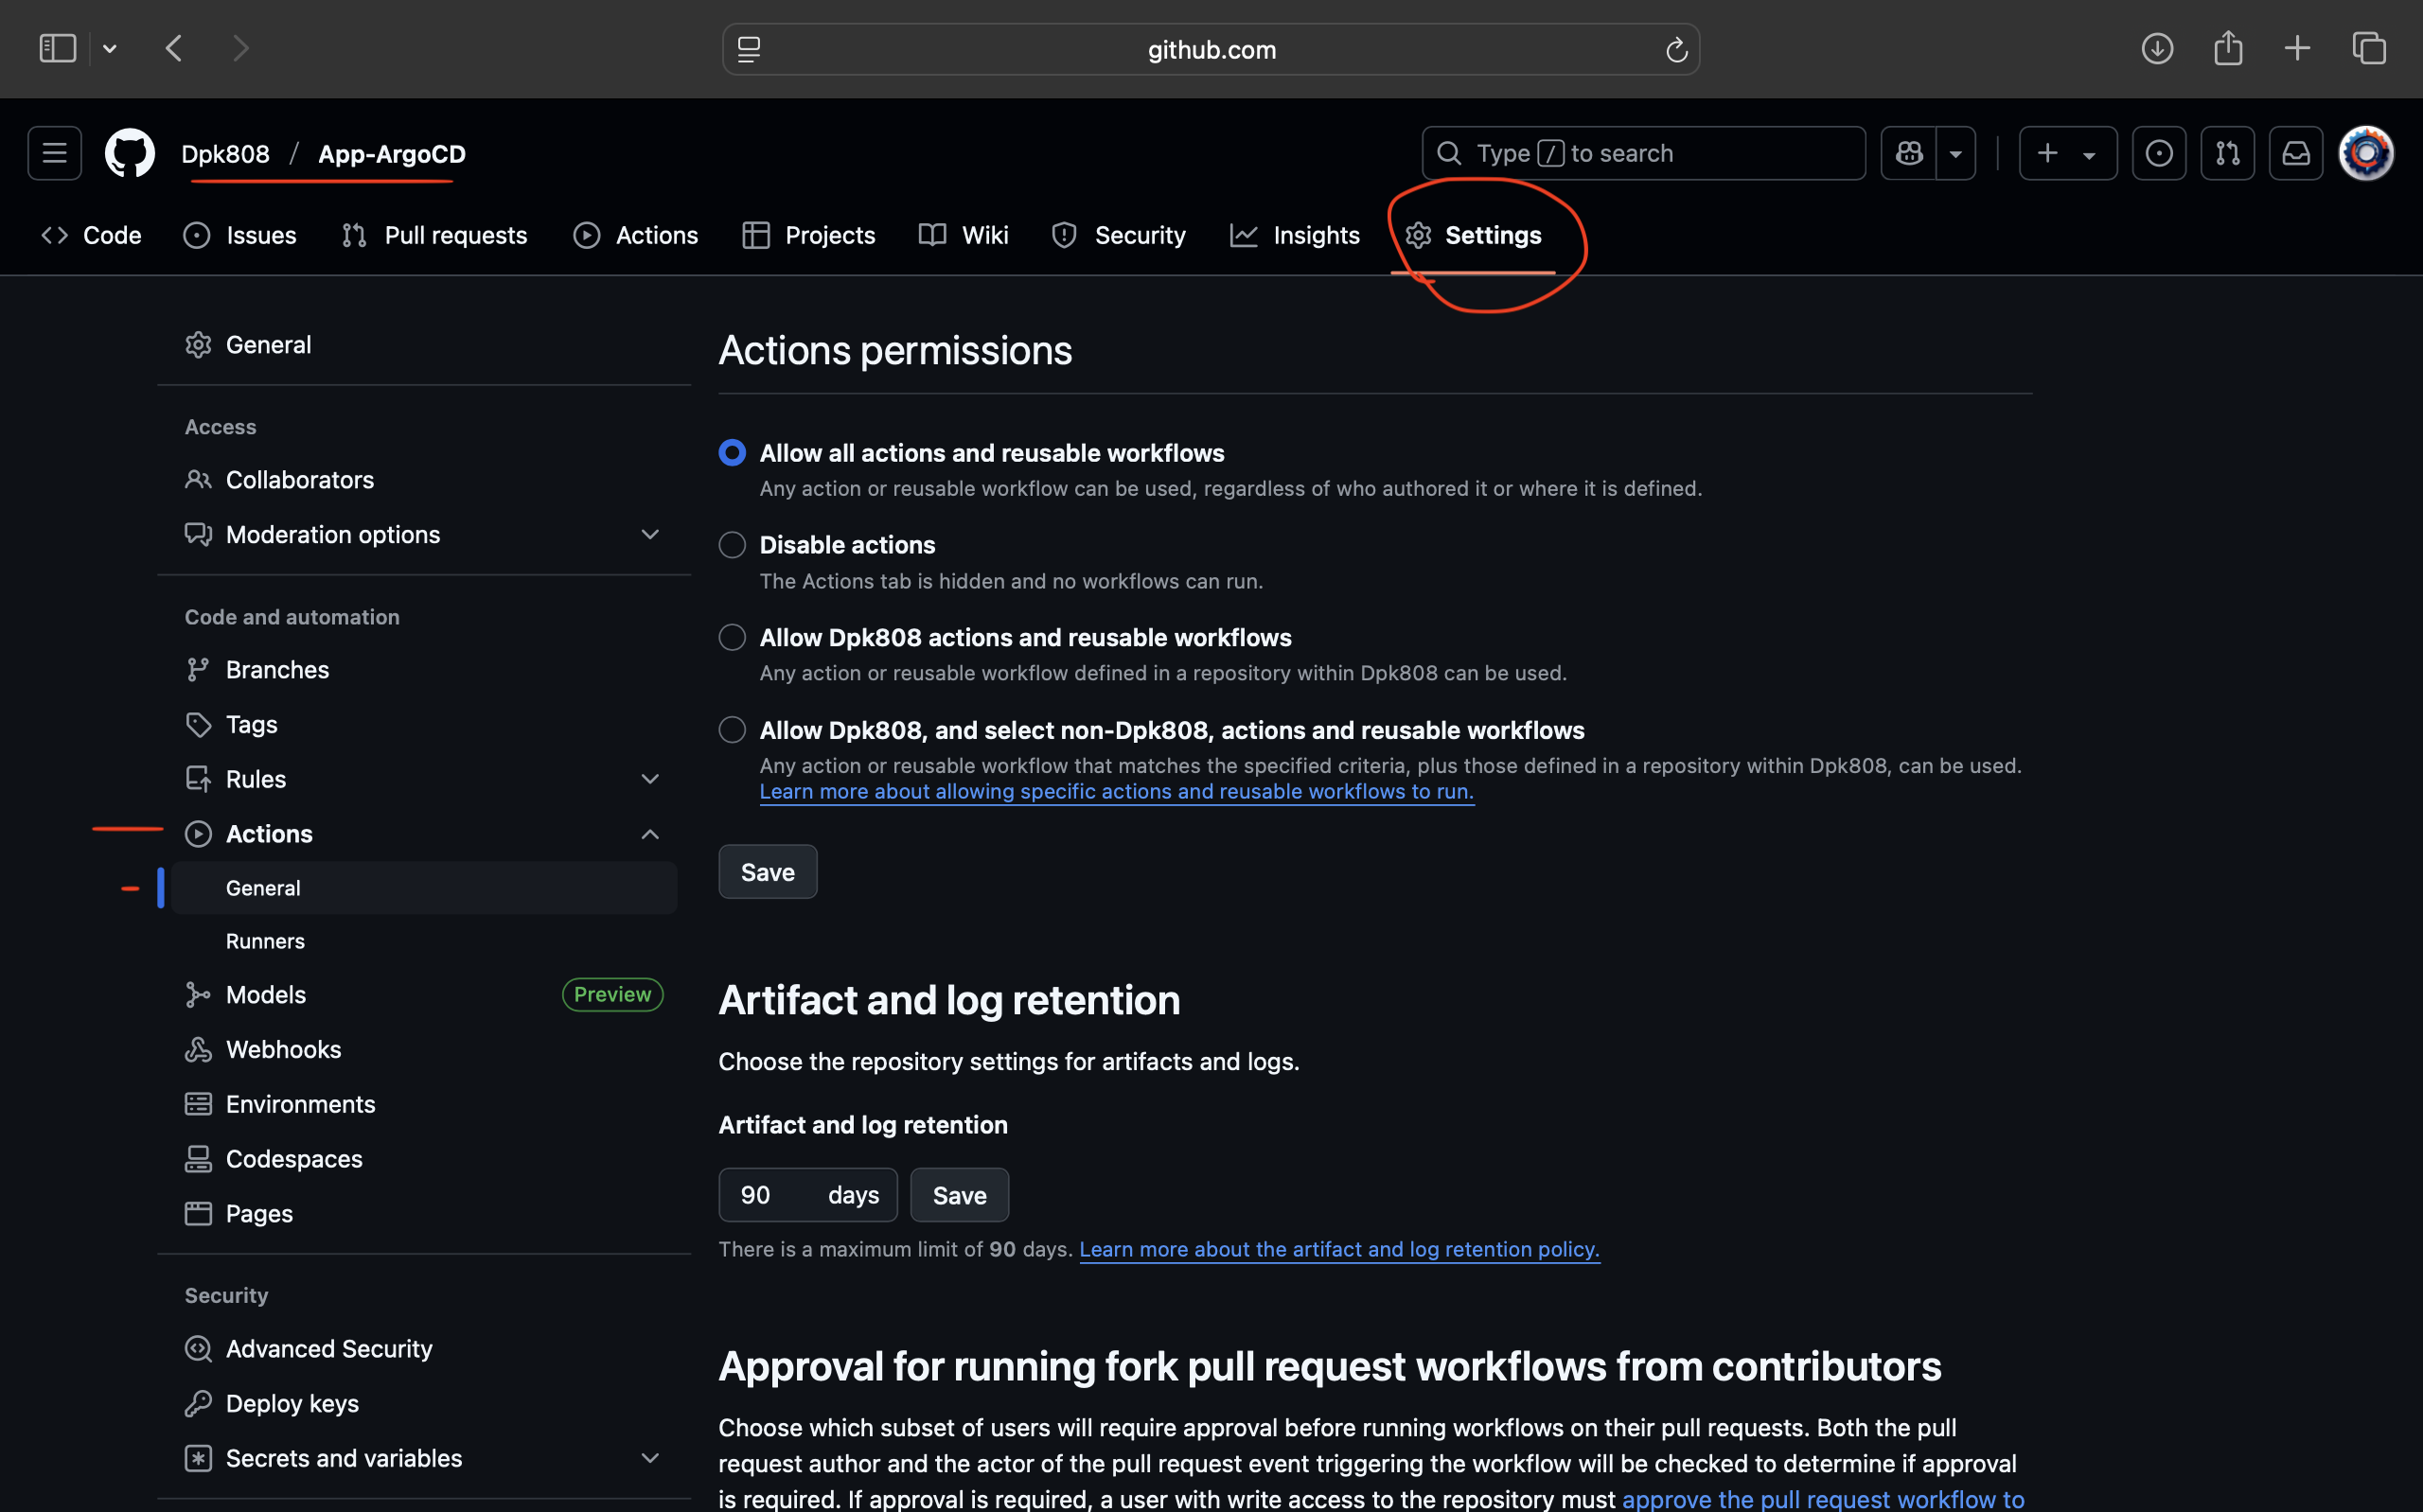 github.com
Dpk808 / App-ArgoCD
Type / to search
Code Issues Pull requests Actions Projects Wiki Security Insights Settings
General
Access
Collaborators
Moderation options
Code and automation
Branches
Tags
Rules
Actions
General
Runners
Models Preview
Webhooks
Environments
Codespaces
Pages
Security
Advanced Security
Deploy keys
Secrets and variables
Actions permissions
Allow all actions and reusable workflows
Any action or reusable workflow can be used, regardless of who authored it or where it is defined.
Disable actions
The Actions tab is hidden and no workflows can run.
Allow Dpk808 actions and reusable workflows
Any action or reusable workflow defined in a repository within Dpk808 can be used.
Allow Dpk808, and select non-Dpk808, actions and reusable workflows
Any action or reusable workflow that matches the specified criteria, plus those defined in a repository within Dpk808, can be used.
Learn more about allowing specific actions and reusable workflows to run.
Save
Artifact and log retention
Choose the repository settings for artifacts and logs.
Artifact and log retention
90 days Save
There is a maximum limit of 90 days. Learn more about the artifact and log retention policy.
Approval for running fork pull request workflows from contributors
Choose which subset of users will require approval before running workflows on their pull requests. Both the pull
request author and the actor of the pull request event triggering the workflow will be checked to determine if approval
is required. If approval is required, a user with write access to the repository must approve the pull request workflow to